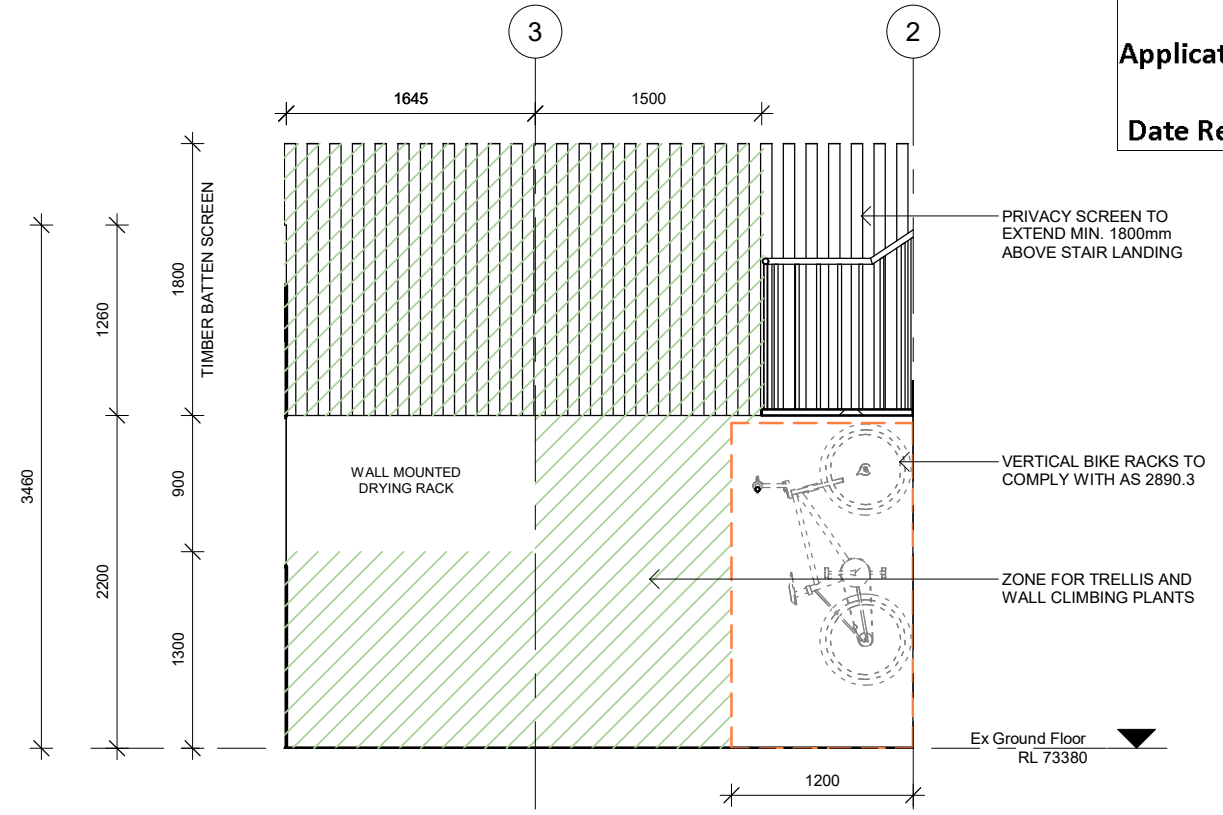 3
2
Applicat
Date Re
1645
1500
TIMBER BATTEN SCREEN
1800
1260
3460
2200
900
1300
PRIVACY SCREEN TO
EXTEND MIN. 1800mm
ABOVE STAIR LANDING
WALL MOUNTED
DRYING RACK
VERTICAL BIKE RACKS TO
COMPLY WITH AS 2890.3
ZONE FOR TRELLIS AND
WALL CLIMBING PLANTS
Ex Ground Floor
RL 73380
1200